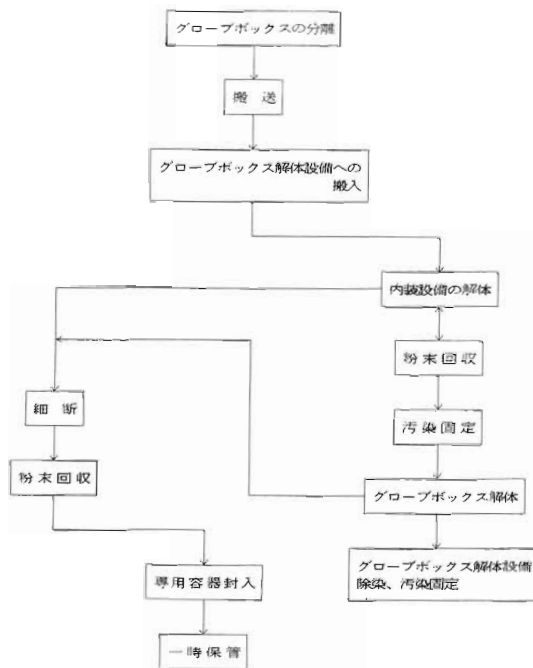 グローブボックスの分離
搬 送
グローブボックス解体設備への
搬入
内装設備の解体
粉末回収
汚染固定
細 断
粉末回収
グローブボックス解体
グローブボックス解体設備
除染、汚染固定
専用容器封入
一時保管